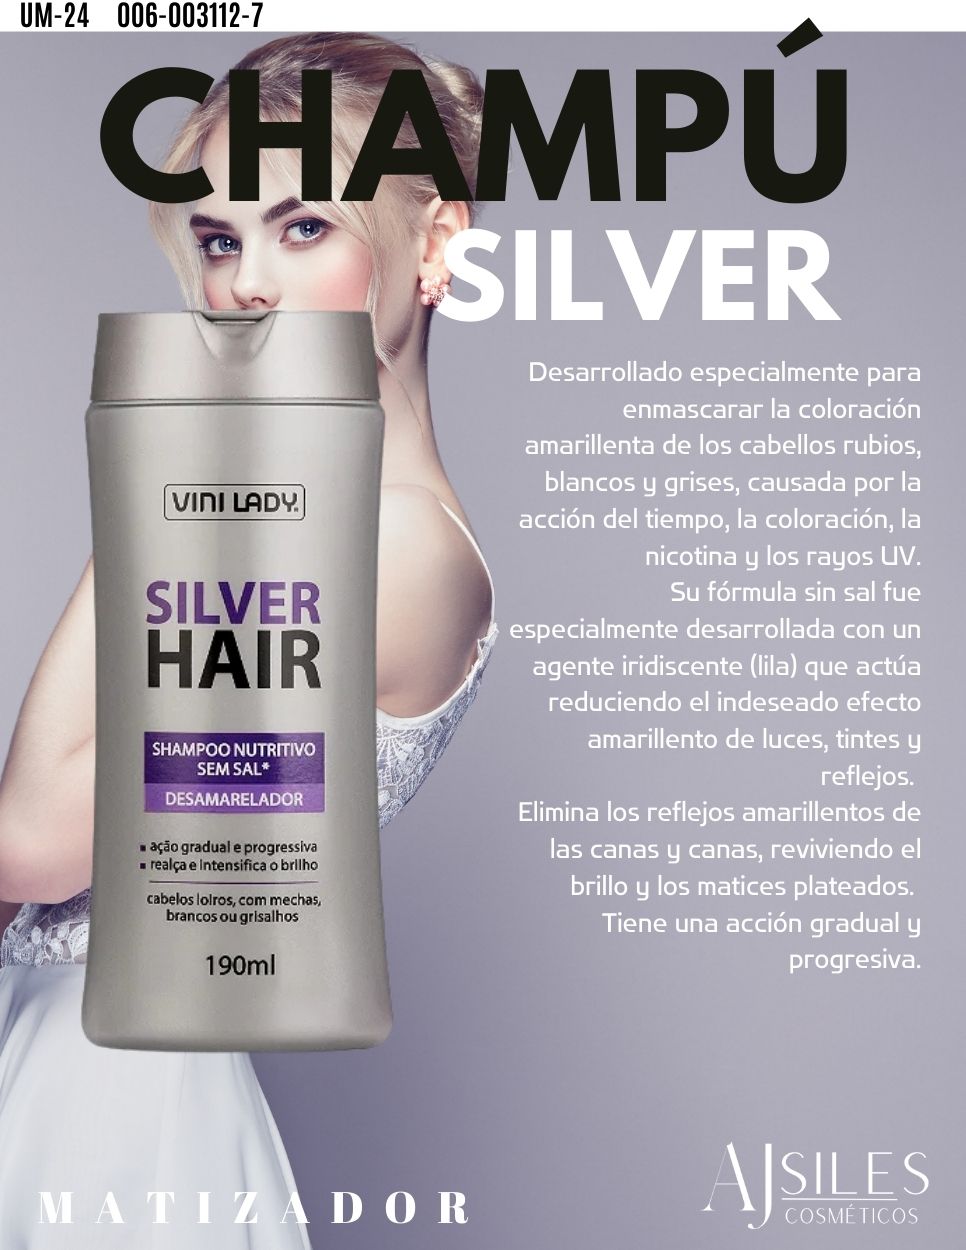 UM-24 006-003112-7
CHAMPÚ
SILVER
Desarrollado especialmente para
enmascarar la coloración
amarillenta de los cabellos rubios,
blancos y grises, causada por la
acción del tiempo, la coloración, la
nicotina y los rayos UV.
Su fórmula sin sal fue
especialmente desarrollada con un
agente iridiscente (lila) que actúa
reduciendo el indeseado efecto
amarillento de luces, tintes y
reflejos.
Elimina los reflejos amarillentos de
las canas y canas, reviviendo el
brillo y los matices plateados.
Tiene una acción gradual y
progresiva.
VINI LADY®
SILVER
HAIR
SHAMPOO NUTRITIVO
SEM SAL*
DESAMARELADOR
▪ ação gradual e progressiva
▪ realça e intensifica o brilho
cabelos loiros, com mechas,
brancos ou grisalhos
190ml
MATIZADOR
AJSILES
COSMÉTICOS